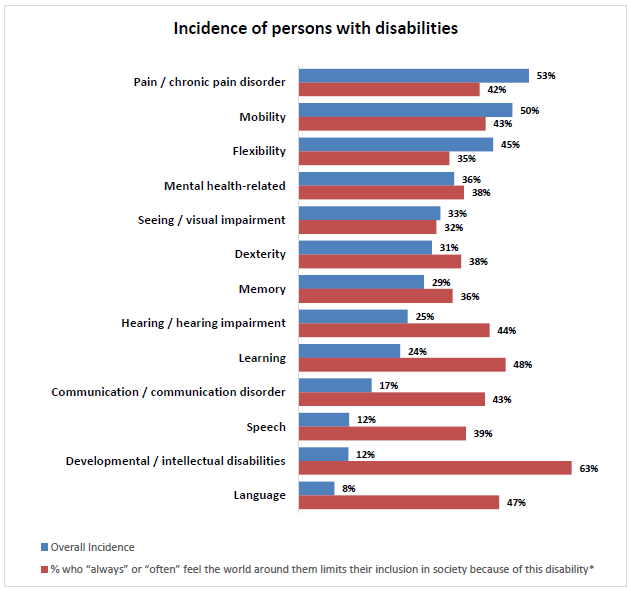 Incidence of persons with disabilities
Pain / chronic pain disorder
53%
42%
Mobility
50%
43%
Flexibility
45%
35%
Mental health-related
36%
38%
Seeing / visual impairment
33%
32%
Dexterity
31%
38%
Memory
29%
36%
Hearing / hearing impairment
25%
44%
Learning
24%
48%
Communication / communication disorder
17%
43%
Speech
12%
39%
Developmental / intellectual disabilities
12%
63%
Language
8%
47%
Overall Incidence
% who “always” or “often” feel the world around them limits their inclusion in society because of this disability*